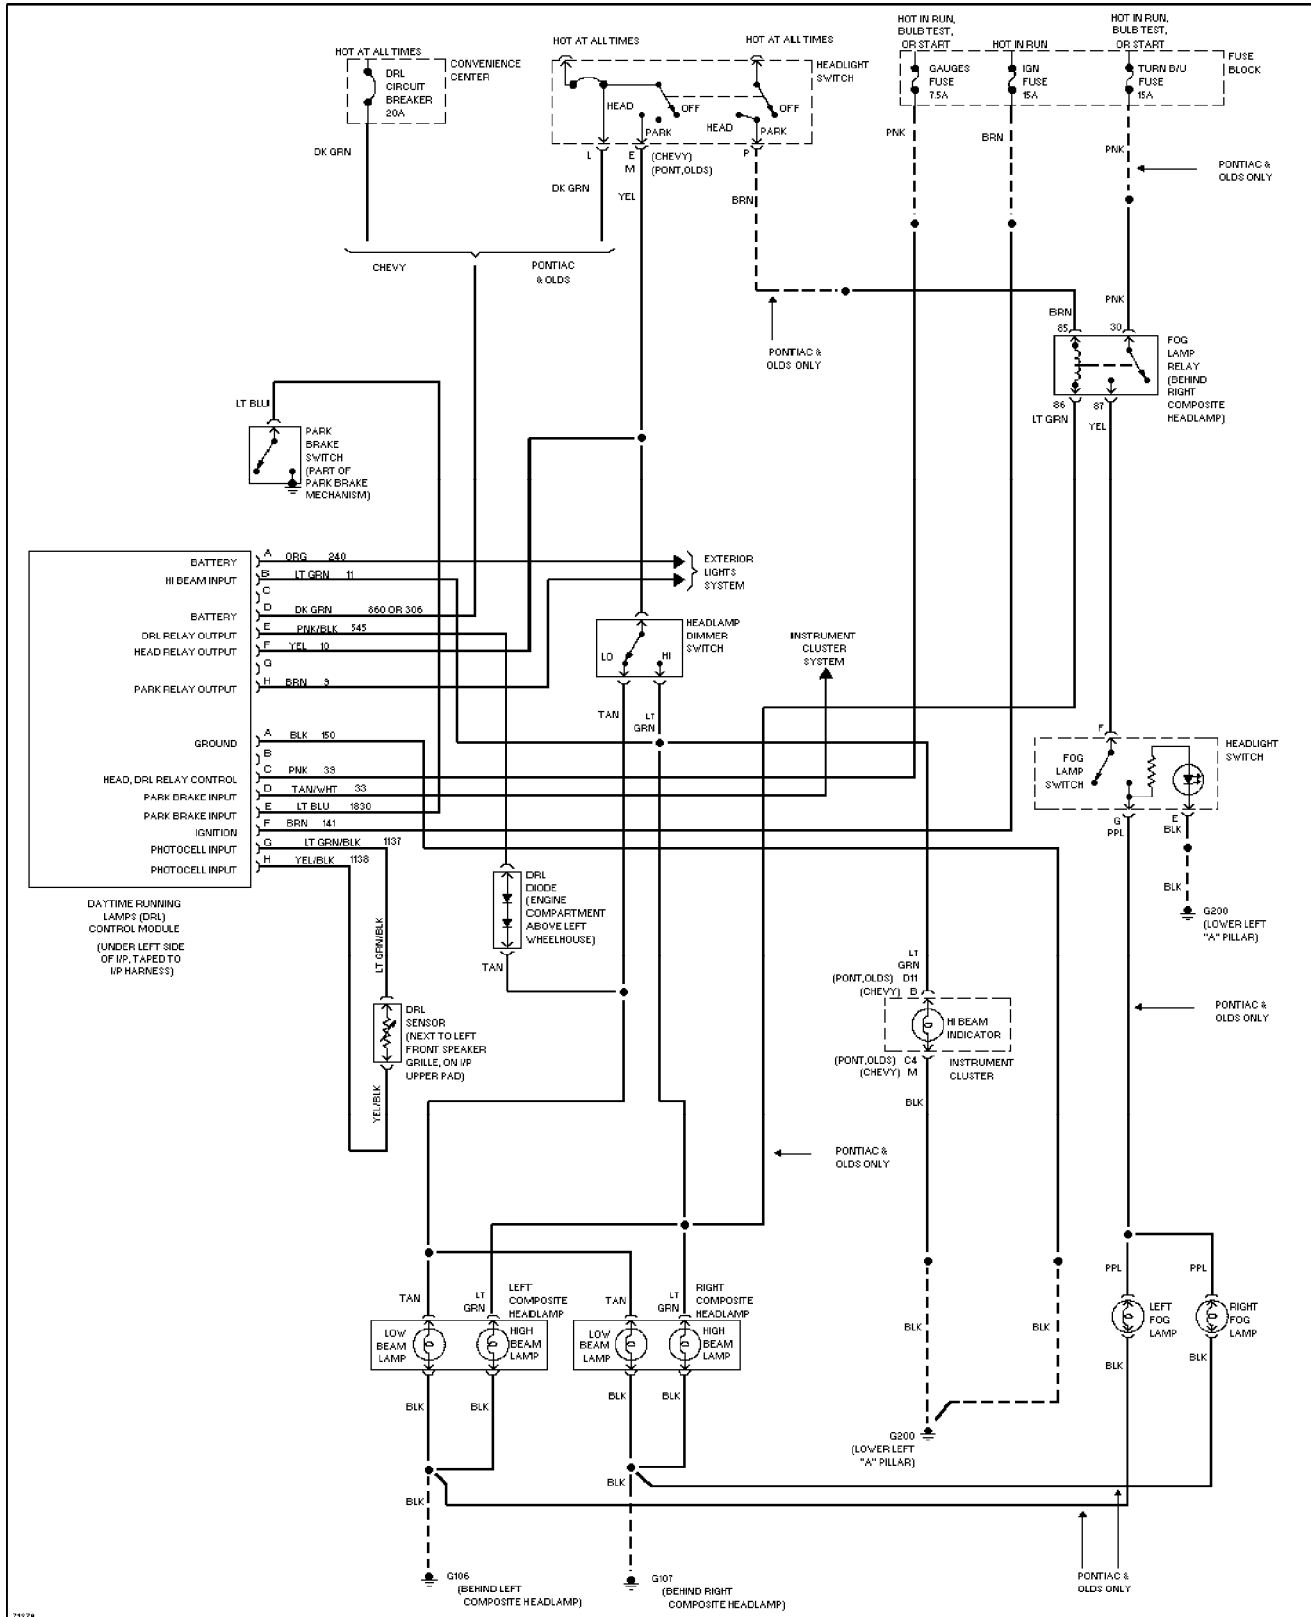 HOT IN RUN,
BULB TEST,
OR START
HOT IN RUN
HOT IN RUN,
BULB TEST,
OR START
HOT AT ALL TIMES
HOT AT ALL TIMES
HOT AT ALL TIMES
DRL
CIRCUIT
BREAKER
20A
CONVENIENCE
CENTER
HEAD
OFF
PARK
HEAD
OFF
PARK
HEADLIGHT
SWITCH
GAUGES
FUSE
7.5A
IGN
FUSE
15A
TURN B/U
FUSE
15A
FUSE
BLOCK
DK GRN
L
E
M
(CHEVY)
(PONT,OLDS)
P
DK GRN
YEL
BRN
PNK
BRN
PNK
PONTIAC &
OLDS ONLY
CHEVY
PONTIAC
& OLDS
PNK
BRN
85
30
FOG
LAMP
RELAY
(BEHIND
RIGHT
COMPOSITE
HEADLAMP)
86
87
LT GRN
YEL
PONTIAC &
OLDS ONLY
LT BLU
PARK
BRAKE
SWITCH
(PART OF
PARK BRAKE
MECHANISM)
BATTERY
A
ORG 240
HI BEAM INPUT
B
LT GRN 11
C
BATTERY
D
DK GRN 860 OR 306
DRL RELAY OUTPUT
E
PNK/BLK 545
HEAD RELAY OUTPUT
F
YEL 10
G
PARK RELAY OUTPUT
H
BRN 9
GROUND
A
BLK 150
B
HEAD, DRL RELAY CONTROL
C
PNK 39
PARK BRAKE INPUT
D
TAN/WHT 33
PARK BRAKE INPUT
E
LT BLU 1830
IGNITION
F
BRN 141
PHOTOCELL INPUT
G
LT GRN/BLK 1137
PHOTOCELL INPUT
H
YEL/BLK 1138
DAYTIME RUNNING
LAMPS (DRL)
CONTROL MODULE
(UNDER LEFT SIDE
OF I/P, TAPED TO
I/P HARNESS)
EXTERIOR
LIGHTS
SYSTEM
HEADLAMP
DIMMER
SWITCH
LO
HI
TAN
LT
GRN
INSTRUMENT
CLUSTER
SYSTEM
F
FOG
LAMP
SWITCH
HEADLIGHT
SWITCH
G
PPL
E
BLK
BLK
G200
(LOWER LEFT
"A" PILLAR)
DRL
DIODE
(ENGINE
COMPARTMENT
ABOVE LEFT
WHEELHOUSE)
TAN
LT GRN/BLK
DRL
SENSOR
(NEXT TO LEFT
FRONT SPEAKER
GRILLE, ON I/P
UPPER PAD)
YEL/BLK
LT
GRN
(PONT,OLDS) D11
(CHEVY) B
HI BEAM
INDICATOR
(PONT,OLDS) C4
(CHEVY) M
INSTRUMENT
CLUSTER
BLK
PONTIAC &
OLDS ONLY
PONTIAC &
OLDS ONLY
TAN
LT
GRN
LEFT
COMPOSITE
HEADLAMP
TAN
LT
GRN
RIGHT
COMPOSITE
HEADLAMP
LOW
BEAM
LAMP
HIGH
BEAM
LAMP
LOW
BEAM
LAMP
HIGH
BEAM
LAMP
BLK
BLK
BLK
BLK
BLK
BLK
PPL
PPL
LEFT
FOG
LAMP
RIGHT
FOG
LAMP
BLK
BLK
G200
(LOWER LEFT
"A" PILLAR)
BLK
BLK
G106
(BEHIND LEFT
COMPOSITE HEADLAMP)
G107
(BEHIND RIGHT
COMPOSITE HEADLAMP)
PONTIAC &
OLDS ONLY